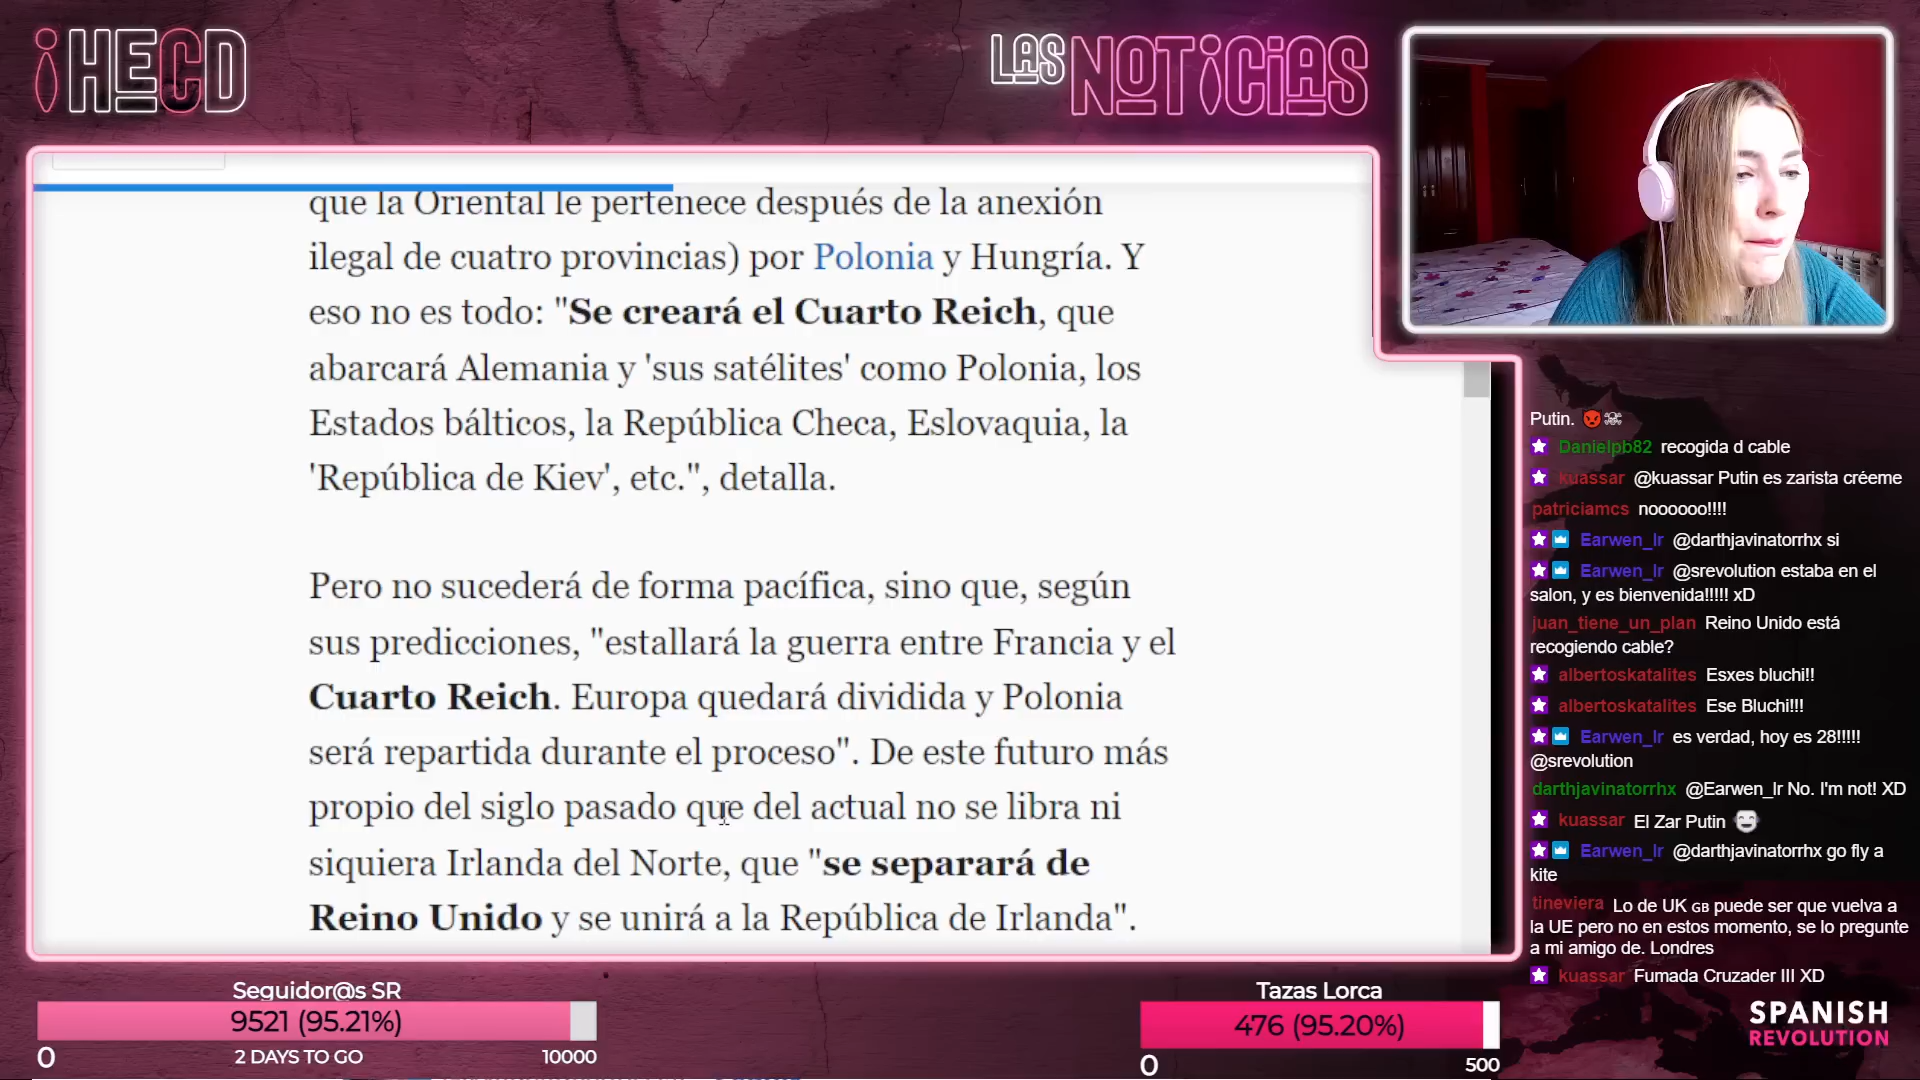 ¡HECD
LAS NOTICIAS
que la Oriental le pertenece después de la anexión
ilegal de cuatro provincias) por Polonia y Hungría. Y
eso no es todo: "Se creará el Cuarto Reich, que
abarcará Alemania y 'sus satélites' como Polonia, los
Estados bálticos, la República Checa, Eslovaquia, la
'República de Kiev', etc.", detalla.
Pero no sucederá de forma pacífica, sino que, según
sus predicciones, "estallará la guerra entre Francia y el
Cuarto Reich. Europa quedará dividida y Polonia
será repartida durante el proceso". De este futuro más
propio del siglo pasado que del actual no se libra ni
siquiera Irlanda del Norte, que "se separará de
Reino Unido y se unirá a la República de Irlanda".
Putin. 😡☠
Danielpb82 recogida d cable
kuassar @kuassar Putin es zarista créeme
patriciamcs noooooo!!!!
Earwen_lr @darthjavinatorrhx si
Earwen_lr @srevolution estaba en el
salon, y es bienvenida!!!!! xD
juan_tiene_un_plan Reino Unido está
recogiendo cable?
albertoskatalites Esxes bluchi!!
albertoskatalites Ese Bluchi!!!
Earwen_lr es verdad, hoy es 28!!!!!
@srevolution
darthjavinatorrhx @Earwen_lr No. I'm not! XD
kuassar El Zar Putin
Earwen_lr @darthjavinatorrhx go fly a
kite
tineviera Lo de UK GB puede ser que vuelva a
la UE pero no en estos momento, se lo pregunte
a mi amigo de. Londres
kuassar Fumada Cruzader III XD
Seguidor@s SR
9521 (95.21%)
0 2 DAYS TO GO 10000
Tazas Lorca
476 (95.20%)
0 500
SPANISH
REVOLUTION